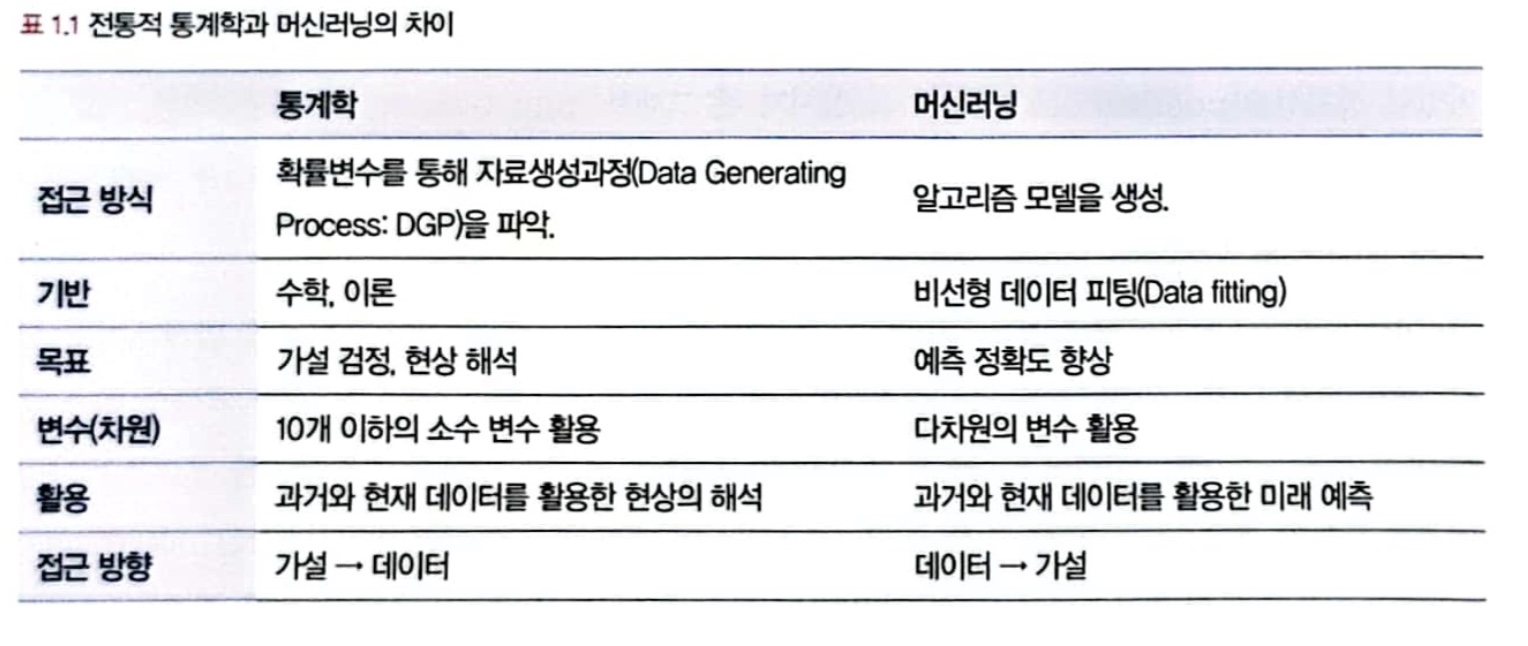 표 1.1 전통적 통계학과 머신러닝의 차이
통계학 머신러닝
접근 방식 확률변수를 통해 자료생성과정(Data Generating Process: DGP)을 파악. 알고리즘 모델을 생성.
기반 수학, 이론 비선형 데이터 피팅(Data fitting)
목표 가설 검정, 현상 해석 예측 정확도 향상
변수(차원) 10개 이하의 소수 변수 활용 다차원의 변수 활용
활용 과거와 현재 데이터를 활용한 현상의 해석 과거와 현재 데이터를 활용한 미래 예측
접근 방향 가설 → 데이터 데이터 → 가설